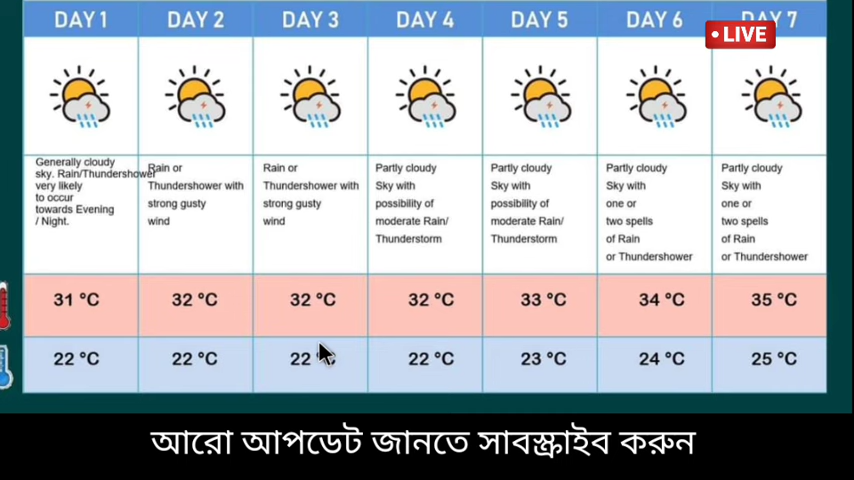 DAY 1 DAY 2 DAY 3 DAY 4 DAY 5 DAY 6 DAY 7
• LIVE
Generally cloudy
sky. Rain/Thundershower
very likely
to occur
towards Evening
/ Night.
Rain or
Thundershower with
strong gusty
wind
Rain or
Thundershower with
strong gusty
wind
Partly cloudy
Sky with
possibility of
moderate Rain/
Thunderstorm
Partly cloudy
Sky with
possibility of
moderate Rain/
Thunderstorm
Partly cloudy
Sky with
one or
two spells
of Rain
or Thundershower
Partly cloudy
Sky with
one or
two spells
of Rain
or Thundershower
31 °C 32 °C 32 °C 32 °C 33 °C 34 °C 35 °C
22 °C 22 °C 22 °C 22 °C 23 °C 24 °C 25 °C
আরো আপডেট জানতে সাবস্ক্রাইব করুন